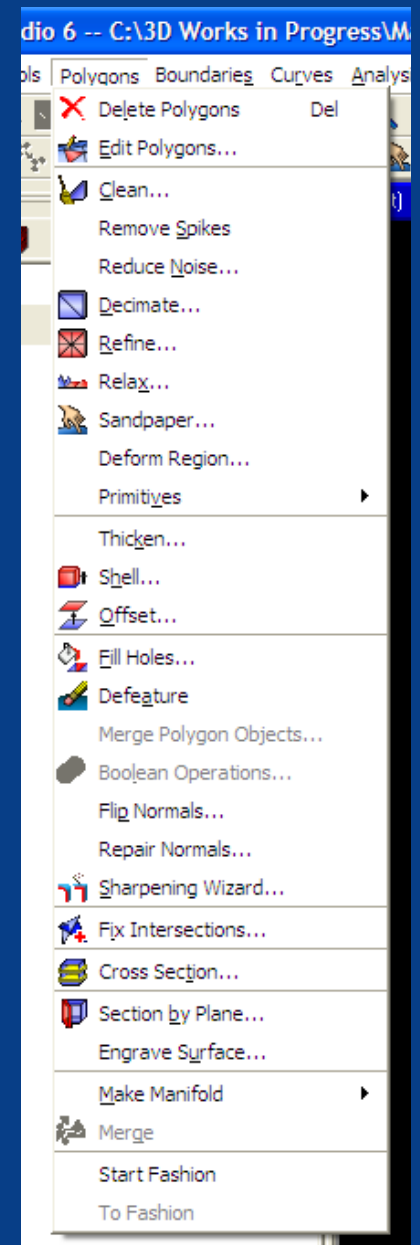 dio 6 -- C:\3D Works in Progress\M
ols Polygons Boundaries Curves Analys
Delete Polygons Del
Edit Polygons...
Clean...
Remove Spikes
Reduce Noise...
Decimate...
Refine...
Relax...
Sandpaper...
Deform Region...
Primitives
Thicken...
Shell...
Offset...
Fill Holes...
Defeature
Merge Polygon Objects...
Boolean Operations...
Flip Normals...
Repair Normals...
Sharpening Wizard...
Fix Intersections...
Cross Section...
Section by Plane...
Engrave Surface...
Make Manifold
Merge
Start Fashion
To Fashion